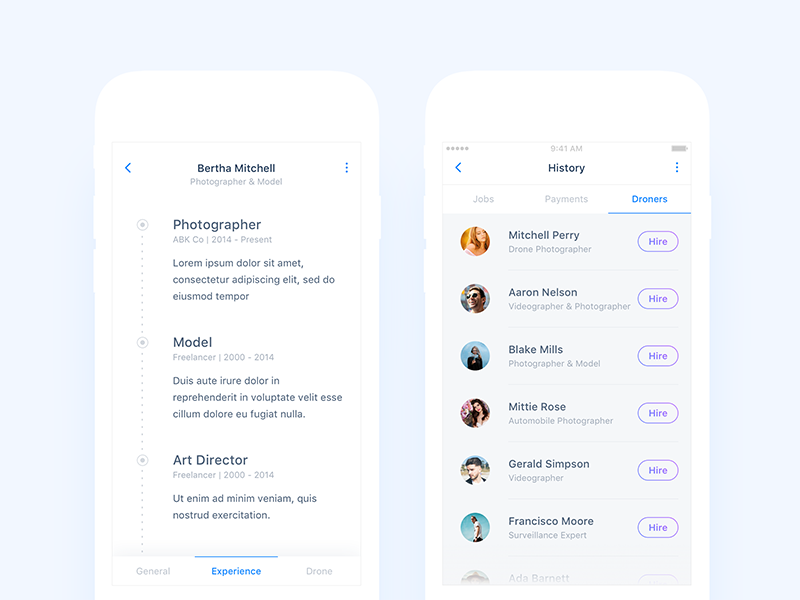 Bertha Mitchell
Photographer & Model
Photographer
ABK Co | 2014 - Present
Lorem ipsum dolor sit amet,
consectetur adipiscing elit, sed do
eiusmod tempor
Model
Freelancer | 2000 - 2014
Duis aute irure dolor in
reprehenderit in voluptate velit esse
cillum dolore eu fugiat nulla.
Art Director
Freelancer | 2000 - 2014
Ut enim ad minim veniam, quis
nostrud exercitation.
General Experience Drone
9:41 AM
History
Jobs Payments Droners
Mitchell Perry
Drone Photographer
Hire
Aaron Nelson
Videographer & Photographer
Hire
Blake Mills
Photographer & Model
Hire
Mittie Rose
Automobile Photographer
Hire
Gerald Simpson
Videographer
Hire
Francisco Moore
Surveillance Expert
Hire
Ada Barnett